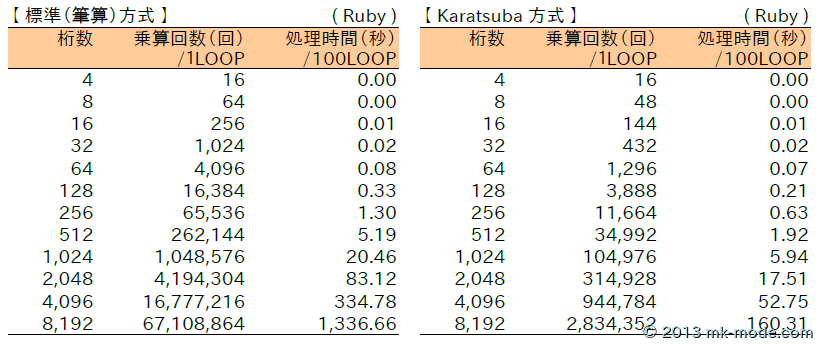 【 標準(筆算)方式 】 ( Ruby )
桁数 乗算回数(回) 処理時間(秒)
/1LOOP /100LOOP
4 16 0.00
8 64 0.00
16 256 0.01
32 1,024 0.02
64 4,096 0.08
128 16,384 0.33
256 65,536 1.30
512 262,144 5.19
1,024 1,048,576 20.46
2,048 4,194,304 83.12
4,096 16,777,216 334.78
8,192 67,108,864 1,336.66
【 Karatsuba 方式 】 ( Ruby )
桁数 乗算回数(回) 処理時間(秒)
/1LOOP /100LOOP
4 16 0.00
8 48 0.00
16 144 0.01
32 432 0.02
64 1,296 0.07
128 3,888 0.21
256 11,664 0.63
512 34,992 1.92
1,024 104,976 5.94
2,048 314,928 17.51
4,096 944,784 52.75
8,192 2,834,352 160.31
© 2013 mk-mode.com